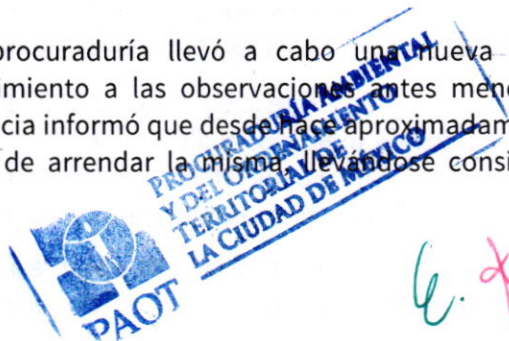 procuraduría llevó a cabo una nueva
imiento a las observaciones antes men
cia informó que desde hace aproximadam
de arrendar la misma, llevándose consi
PROCURADURÍA AMBIENTAL
Y DEL ORDENAMIENTO
TERRITORIAL DE
LA CIUDAD DE MÉXICO
PAOT